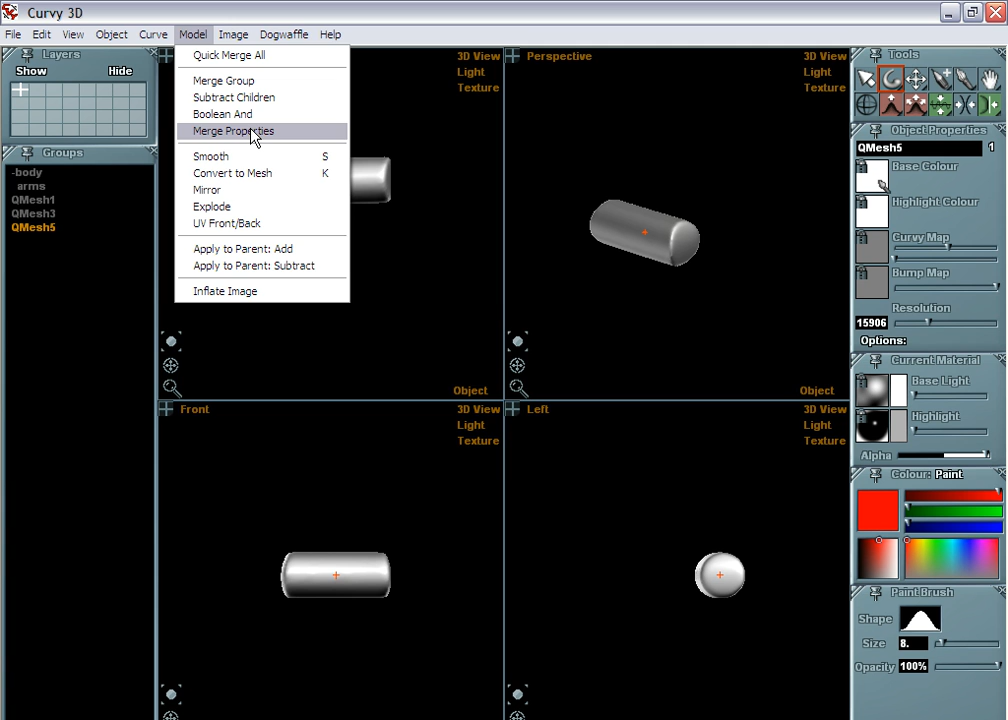 Curvy 3D
File Edit View Object Curve Model Image Dogwaffle Help
Layers
Show Hide
Groups
-body
arms
QMesh1
QMesh3
QMesh5
Quick Merge All
Merge Group
Subtract Children
Boolean And
Merge Properties
Smooth S
Convert to Mesh K
Mirror
Explode
UV Front/Back
Apply to Parent: Add
Apply to Parent: Subtract
Inflate Image
3D View
Light
Texture
Object
Perspective
3D View
Light
Texture
Object
Front
3D View
Light
Texture
Left
3D View
Light
Texture
Tools
Object Properties
QMesh5 1
Base Colour
Highlight Colour
Curvy Map
Bump Map
Resolution
15906
Options:
Current Material
Base Light
Highlight
Alpha
Colour: Paint
Paint Brush
Shape
Size 8.
Opacity 100%